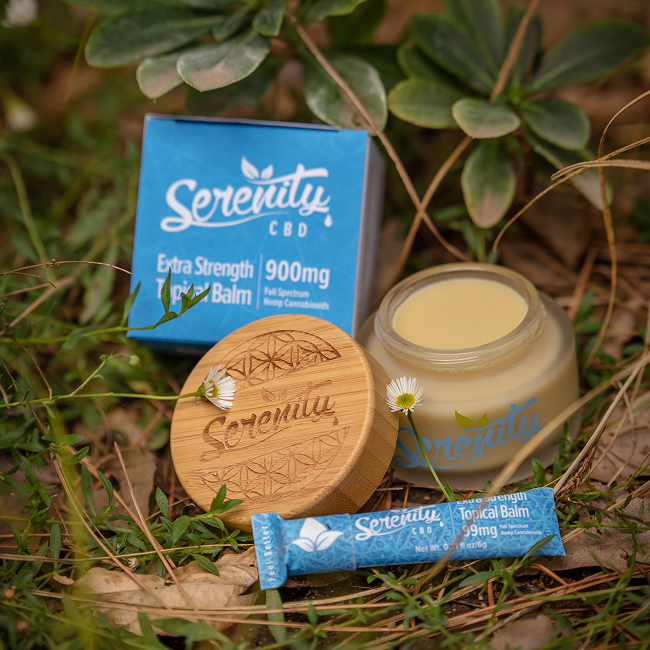 Serenity
CBD
Extra Strength
Topical Balm
900mg
Full Spectrum
Hemp Cannabinoids
Serenity
Serenity
Serenity
CBD
Extra Strength
Topical Balm
99mg
Full Spectrum
Hemp Cannabinoids